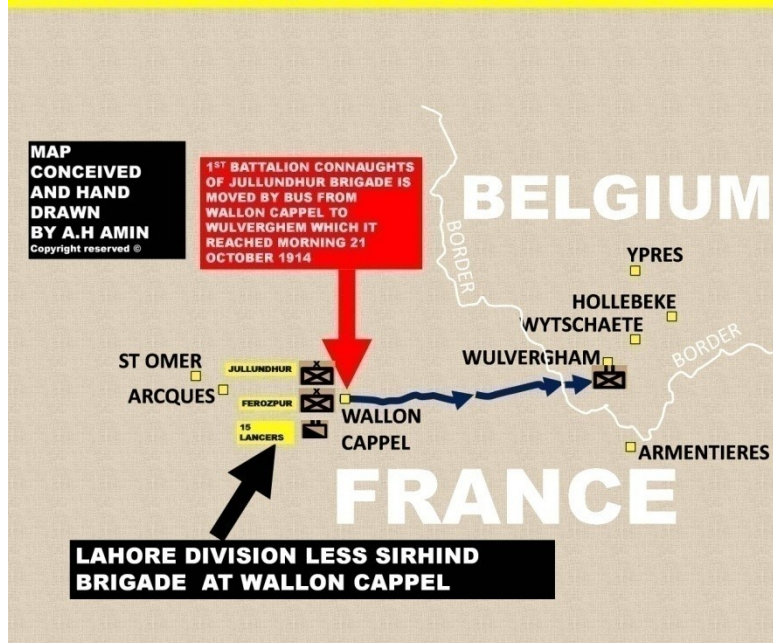 MAP
CONCEIVED
AND HAND
DRAWN
BY A.H AMIN
Copyright reserved ©
1ST BATTALION CONNAUGHTS
OF JULLUNDHUR BRIGADE IS
MOVED BY BUS FROM
WALLON CAPPEL TO
WULVERGHEM WHICH IT
REACHED MORNING 21
OCTOBER 1914
BELGIUM
BORDER
YPRES
HOLLEBEKE
WYTSCHAETE
BORDER
WULVERGHAM
ST OMER
ARCQUES
JULLUNDHUR
X
FEROZPUR
X
15
LANCERS
WALLON
CAPPEL
ARMENTIERES
FRANCE
LAHORE DIVISION LESS SIRHIND
BRIGADE AT WALLON CAPPEL